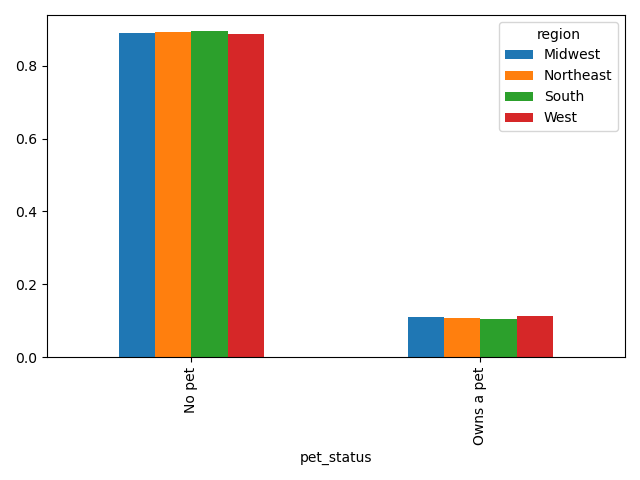 region
Midwest
Northeast
South
West
0.8
0.6
0.4
0.2
0.0
No pet
Owns a pet
pet_status